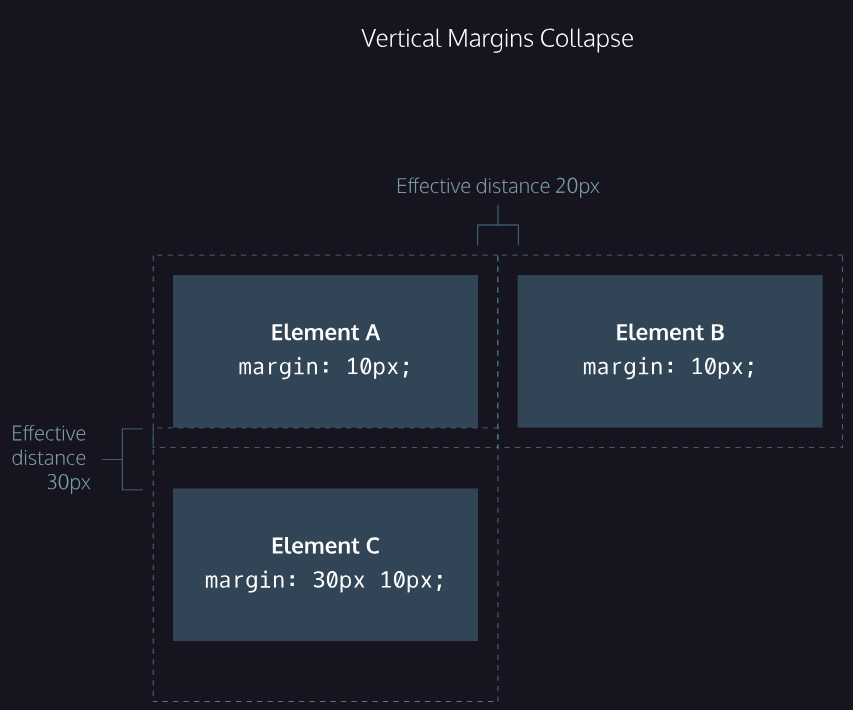 Vertical Margins Collapse
Effective distance 20px
Element A
margin: 10px;
Element B
margin: 10px;
Effective
distance
30px
Element C
margin: 30px 10px;